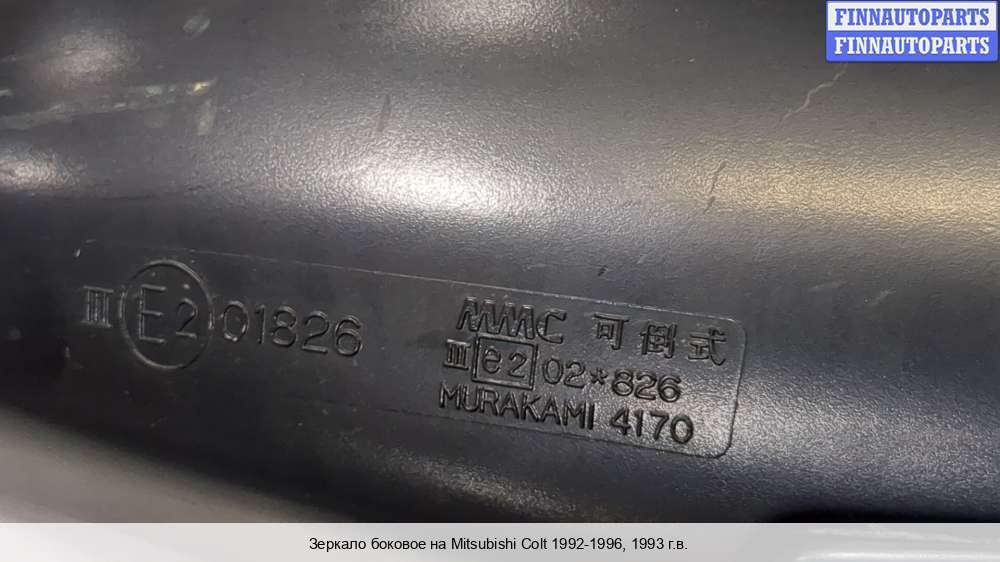 FINNAUTOPARTS
FINNAUTOPARTS
III E2 01826
MMC 可倒式
III e2 02*826
MURAKAMI 4170
Зеркало боковое на Mitsubishi Colt 1992-1996, 1993 г.в.